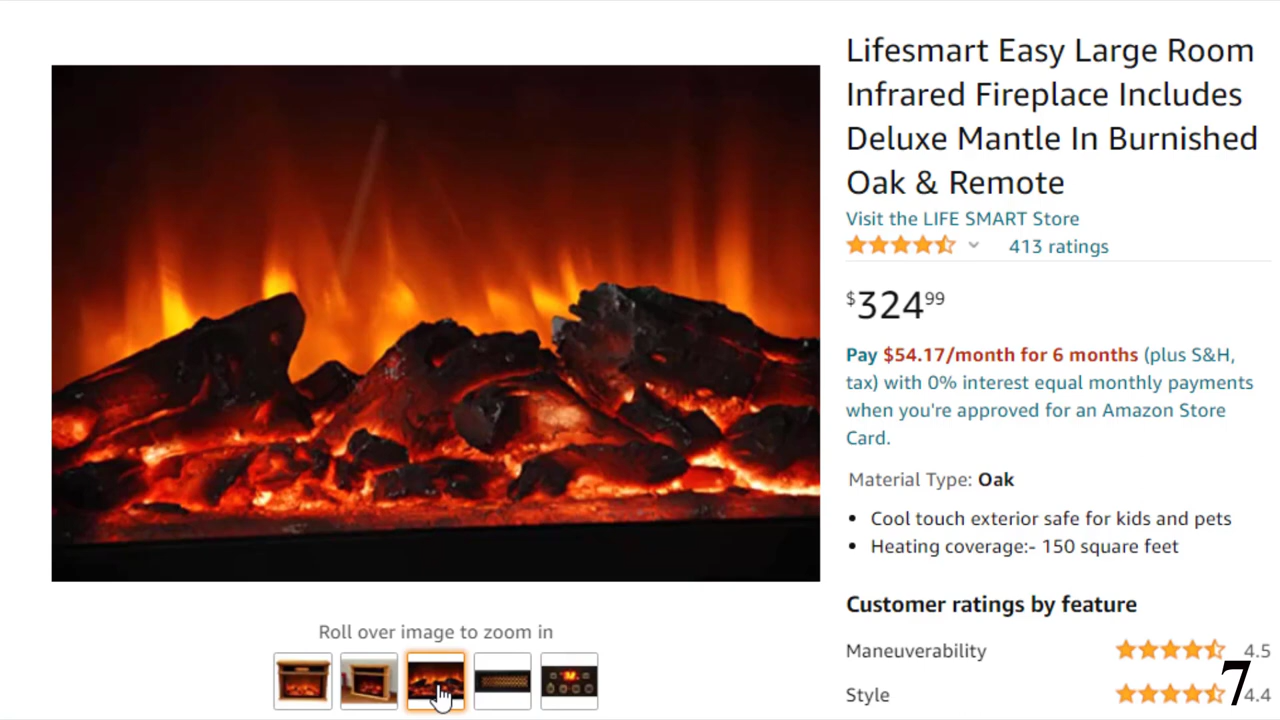 Lifesmart Easy Large Room
Infrared Fireplace Includes
Deluxe Mantle In Burnished
Oak & Remote
Visit the LIFE SMART Store
413 ratings
$32499
Pay $54.17/month for 6 months (plus S&H,
tax) with 0% interest equal monthly payments
when you're approved for an Amazon Store
Card.
Material Type: Oak
• Cool touch exterior safe for kids and pets
• Heating coverage:- 150 square feet
Customer ratings by feature
Maneuverability 4.5
Style 4.4
7
Roll over image to zoom in